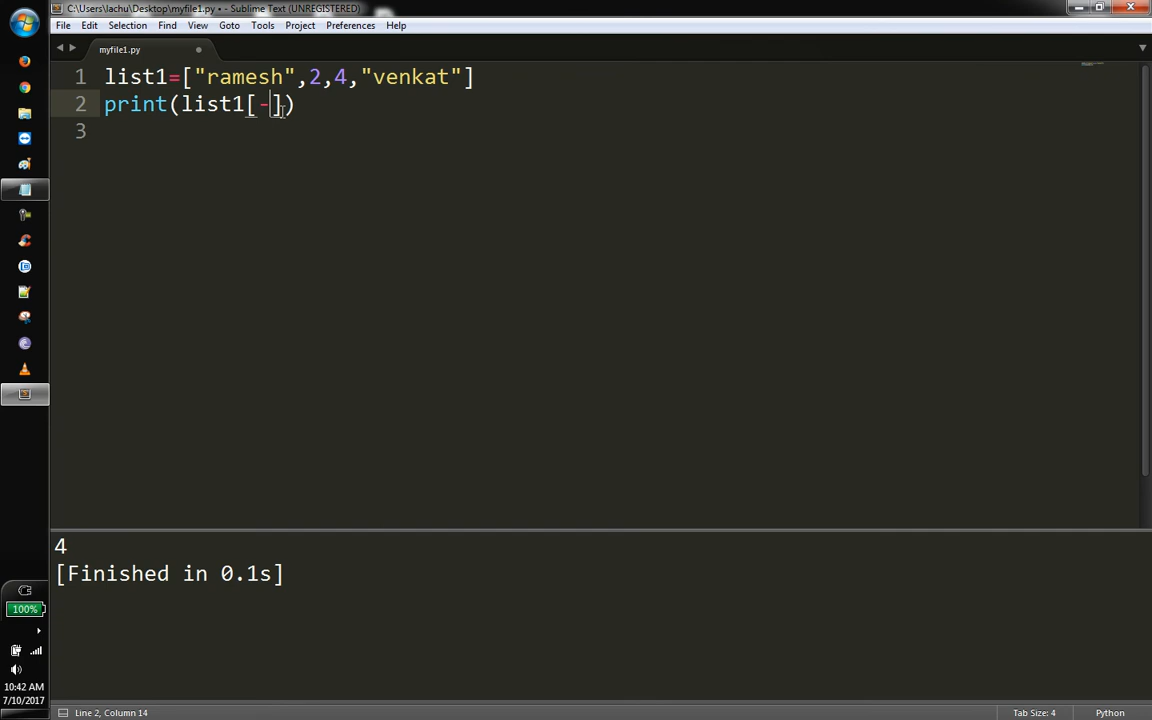 C:\Users\lachu\Desktop\myfile1.py • - Sublime Text (UNREGISTERED)
File Edit Selection Find View Goto Tools Project Preferences Help
myfile1.py
1 list1=["ramesh",2,4,"venkat"]
2 print(list1[-])
3
4
[Finished in 0.1s]
100%
10:42 AM
7/10/2017
Line 2, Column 14 Tab Size: 4 Python